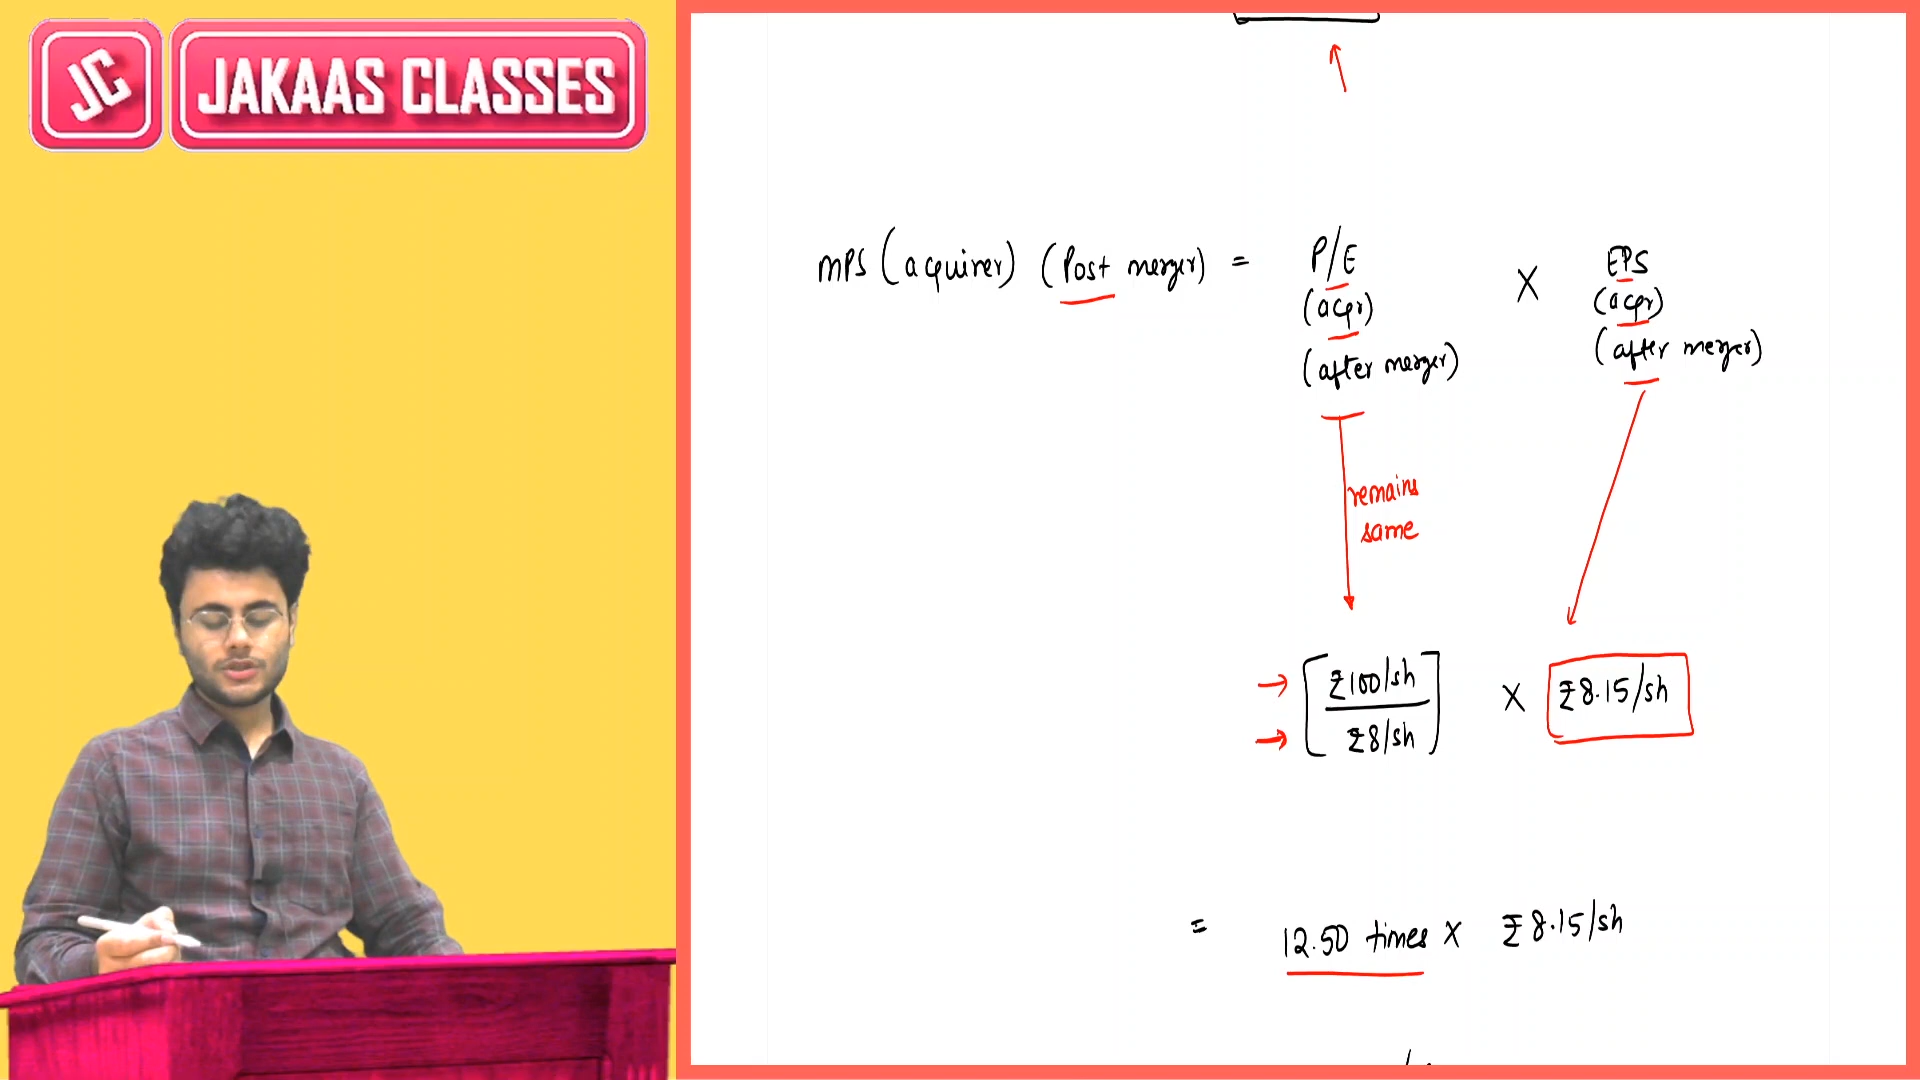 JC JAKAAS CLASSES
MPS (acquirer) (Post merger) = P/E X EPS
(acqr) (acqr)
(after merger) (after merger)
remains
same
₹100/sh
₹8/sh X ₹8.15/sh
= 12.50 times X ₹8.15/sh